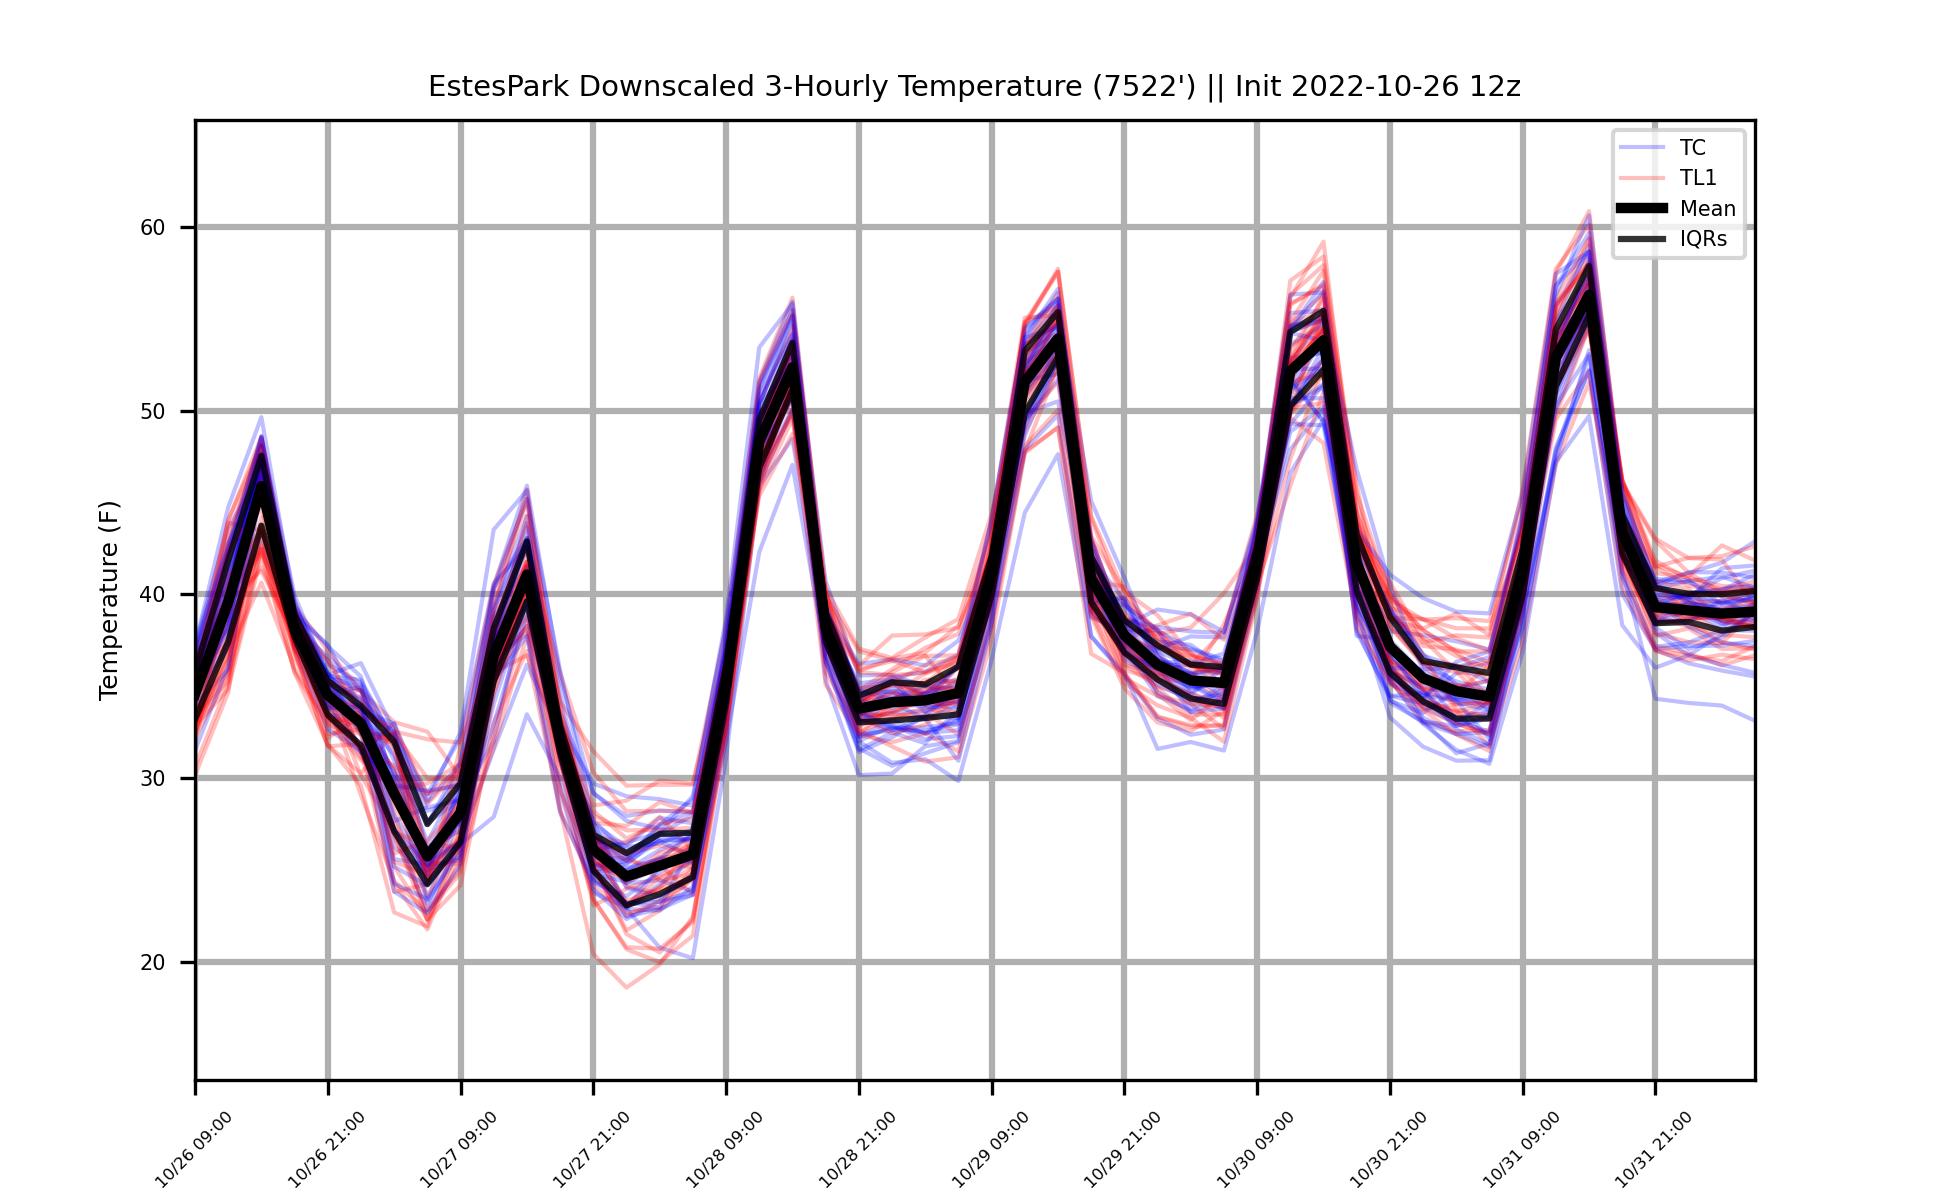 EstesPark Downscaled 3-Hourly Temperature (7522') || Init 2022-10-26 12z
TC
TL1
Mean
IQRs
Temperature (F)
60
50
40
30
20
10/26 09:00
10/26 21:00
10/27 09:00
10/27 21:00
10/28 09:00
10/28 21:00
10/29 09:00
10/29 21:00
10/30 09:00
10/30 21:00
10/31 09:00
10/31 21:00